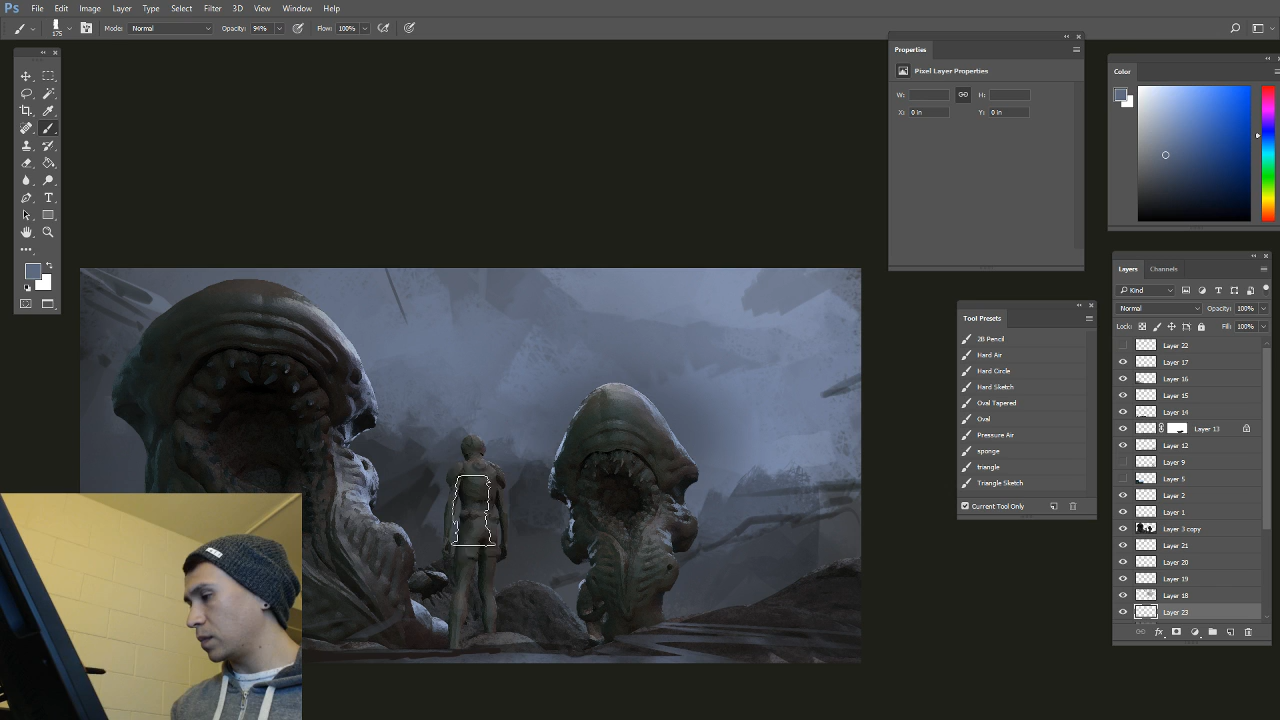 Ps File Edit Image Layer Type Select Filter 3D View Window Help
175 Mode: Normal Opacity: 94% Flow: 100%
Properties
Pixel Layer Properties
W: H:
X: 0 in Y: 0 in
Color
Tool Presets
2B Pencil
Hard Air
Hard Circle
Hard Sketch
Oval Tapered
Oval
Pressure Air
sponge
triangle
Triangle Sketch
Current Tool Only
Layers Channels
Kind
Normal Opacity: 100%
Lock: Fill: 100%
Layer 22
Layer 17
Layer 16
Layer 15
Layer 14
Layer 13
Layer 12
Layer 9
Layer 5
Layer 2
Layer 1
Layer 3 copy
Layer 21
Layer 20
Layer 19
Layer 18
Layer 23
fx